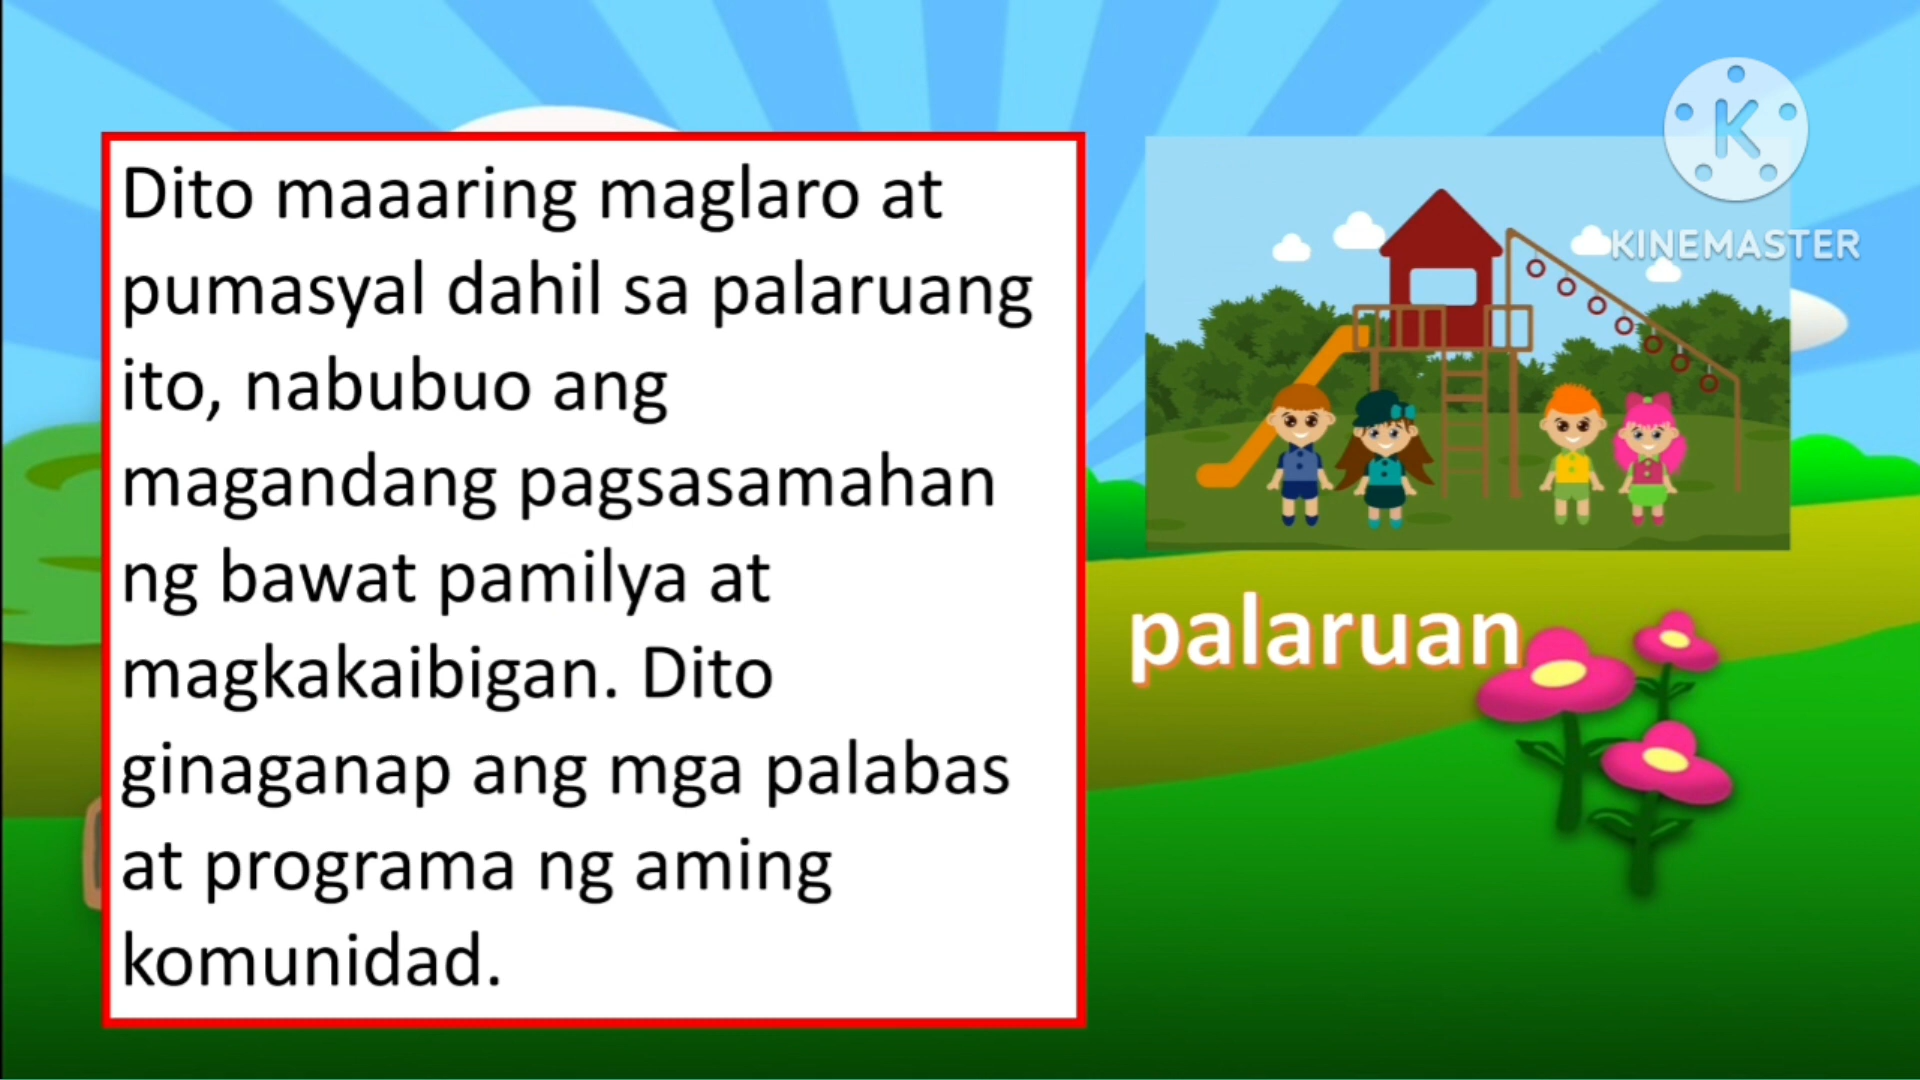 Dito maaaring maglaro at
pumasyal dahil sa palaruang
ito, nabubuo ang
magandang pagsasamahan
ng bawat pamilya at
magkakaibigan. Dito
ginaganap ang mga palabas
at programa ng aming
komunidad.
K
KINEMASTER
palaruan